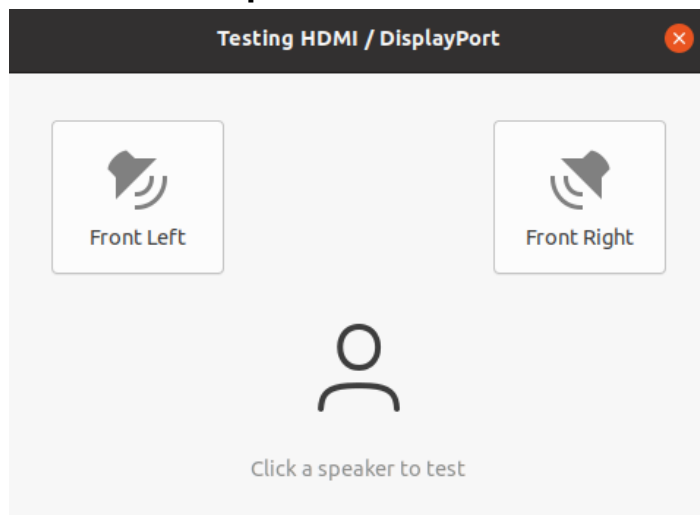 Testing HDMI / DisplayPort
Front Left
Front Right
Click a speaker to test